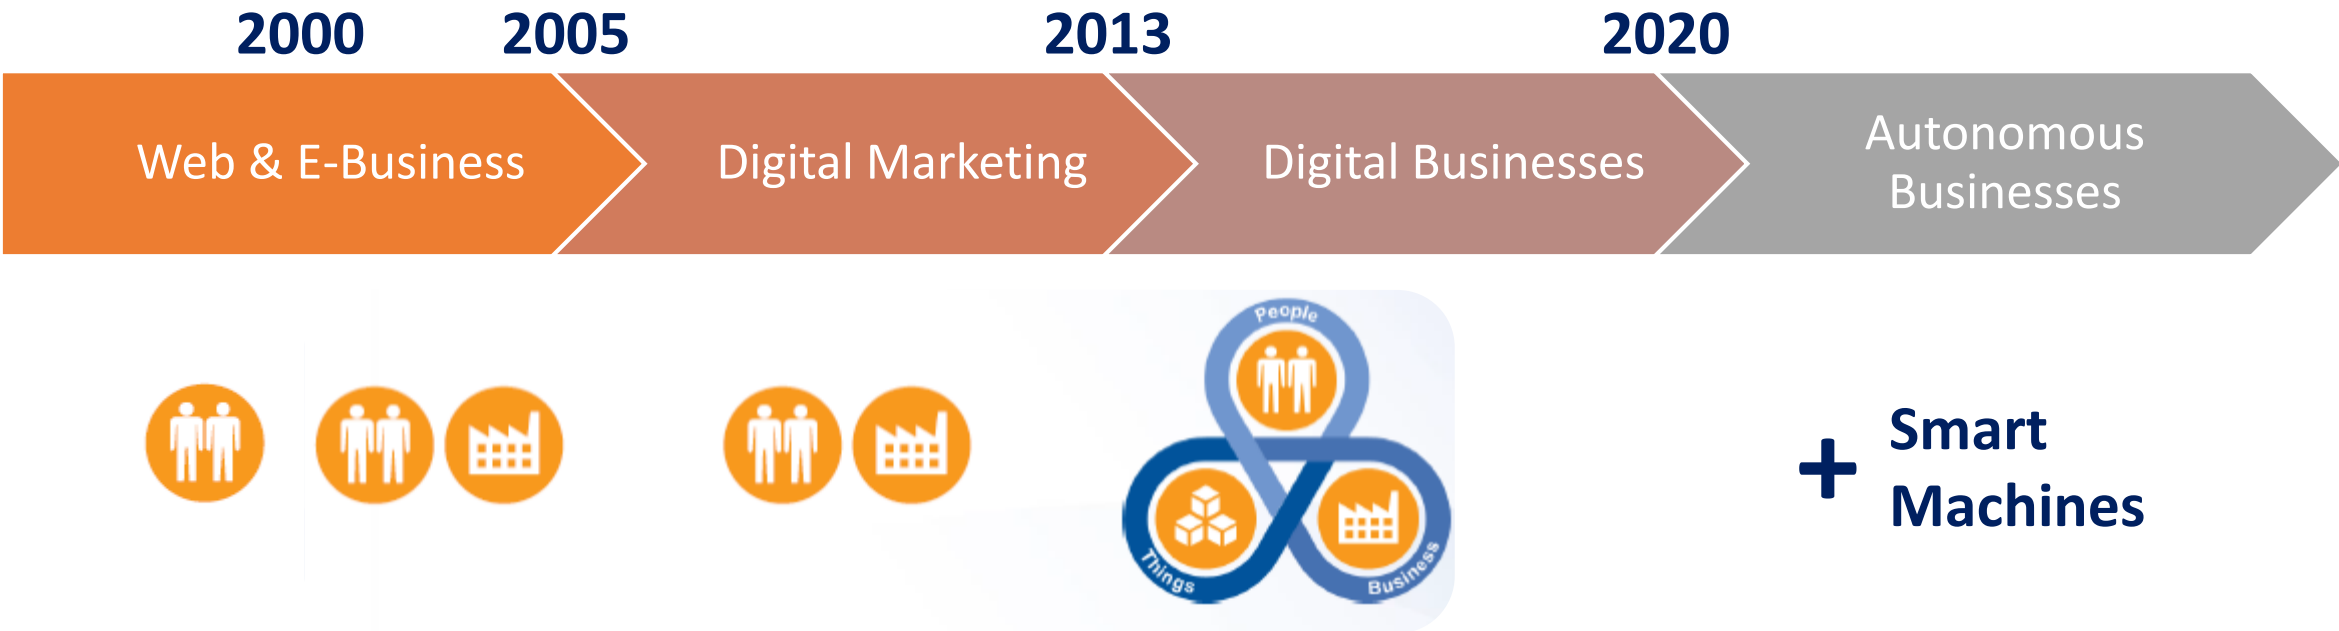 2000 2005 2013 2020
Web & E-Business
Digital Marketing
Digital Businesses
Autonomous
Businesses
People
Things
Business
+ Smart
Machines